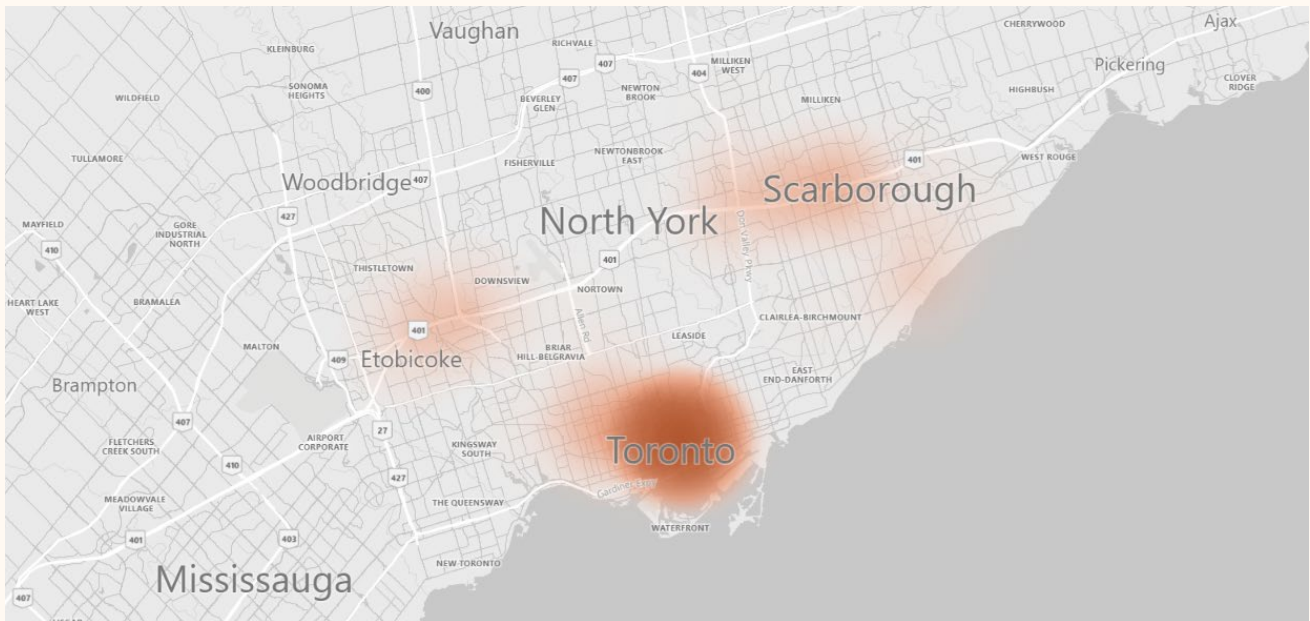 Vaughan
KLEINBURG
RICHVALE
407
CHERRYWOOD
Ajax
SONOMA
HEIGHTS
400
407
404
MILLIKEN
WEST
Pickering
CLOVER
RIDGE
WILDFIELD
BEVERLEY
GLEN
NEWTON
BROOK
MILLIKEN
HIGHBUSH
TULLAMORE
FISHERVILLE
NEWTONBROOK
EAST
401
WEST ROUGE
Woodbridge
407
Scarborough
MAYFIELD
GORE
INDUSTRIAL
NORTH
427
North York
Don Valley Pkwy
410
THISTLETOWN
DOWNSVIEW
401
NORTOWN
HEART LAKE
WEST
BRAMALEA
Allen Rd
CLAIRLEA-BIRCHMOUNT
401
MALTON
409
Etobicoke
BRIAR
HILL-BELGRAVIA
LEASIDE
Brampton
EAST
END-DANFORTH
407
27
AIRPORT
CORPORATE
FLETCHERS
CREEK SOUTH
KINGSWAY
SOUTH
Toronto
410
427
Gardiner Expy
MEADOWVALE
VILLAGE
THE QUEENSWAY
WATERFRONT
401
403
NEW TORONTO
Mississauga
407